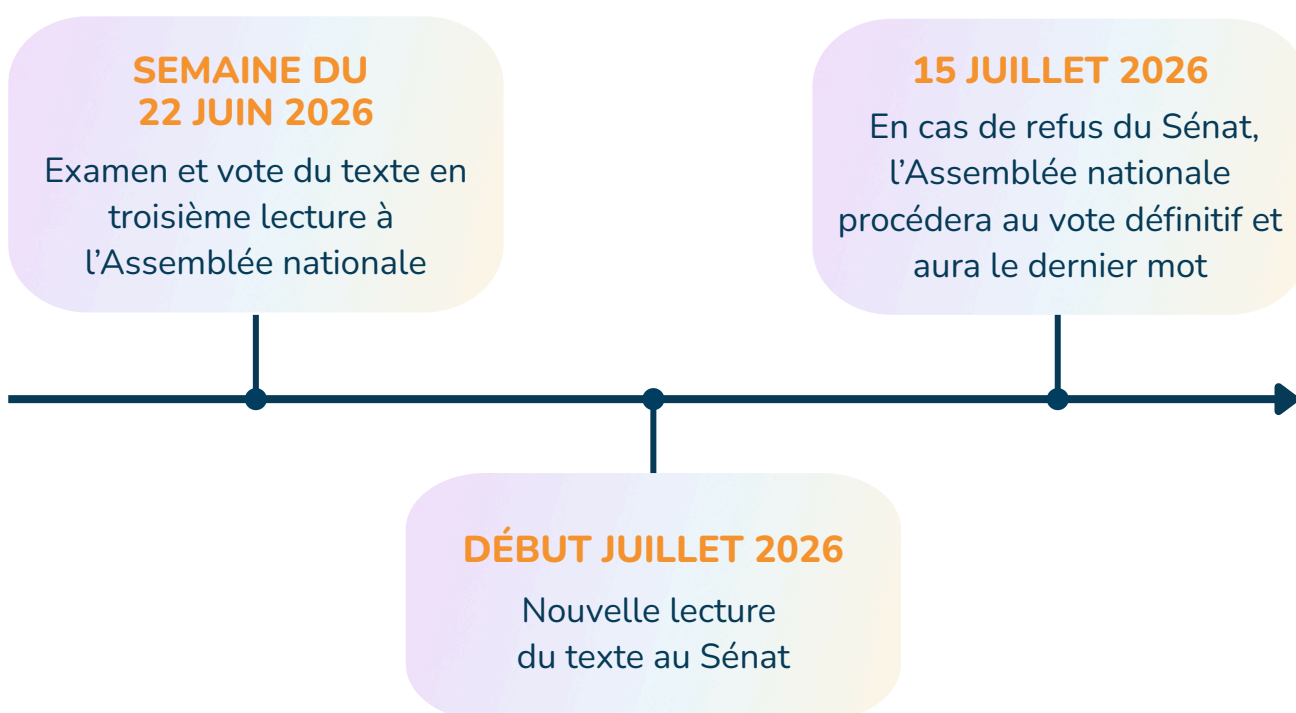 SEMAINE DU
22 JUIN 2026
Examen et vote du texte en
troisième lecture à
l’Assemblée nationale
DÉBUT JUILLET 2026
Nouvelle lecture
du texte au Sénat
15 JUILLET 2026
En cas de refus du Sénat,
l’Assemblée nationale
procédera au vote définitif et
aura le dernier mot